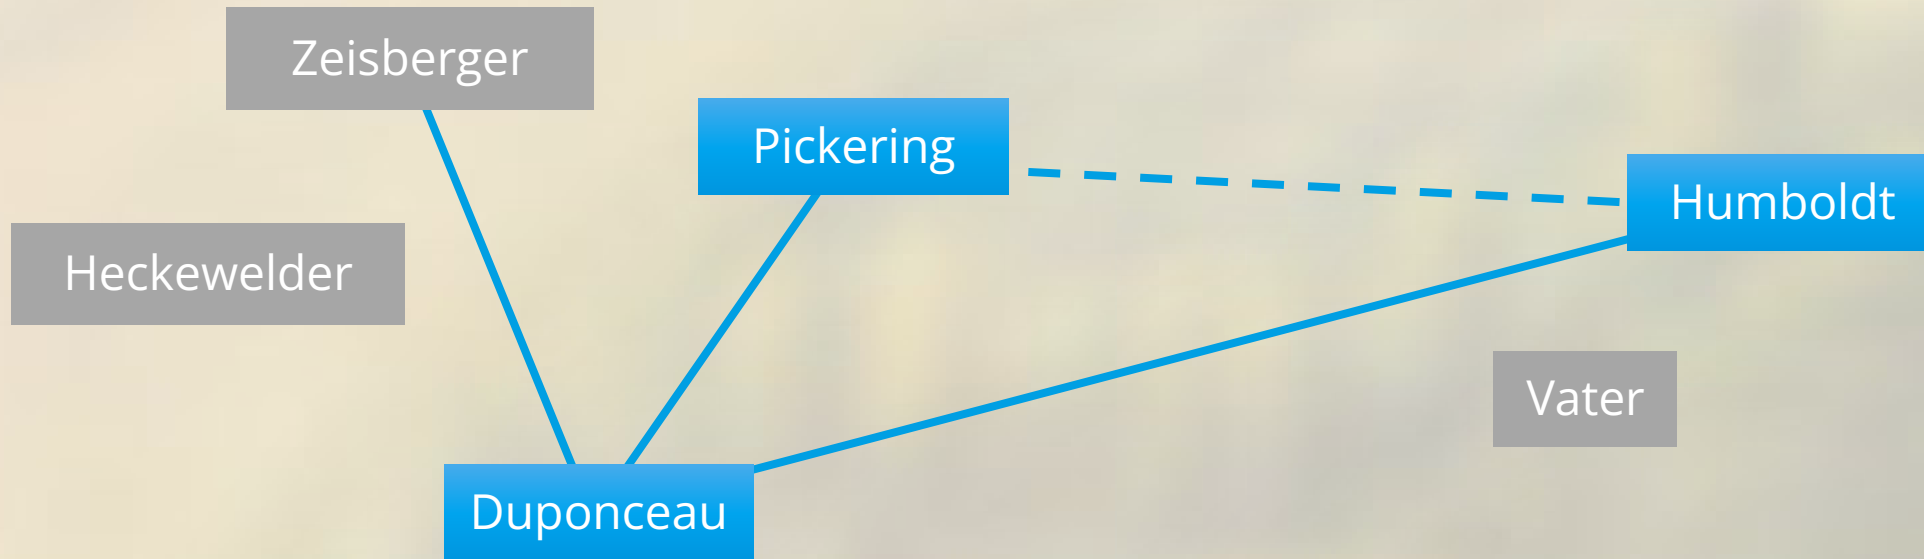 Zeisberger
Pickering
Humboldt
Heckewelder
Vater
Duponceau